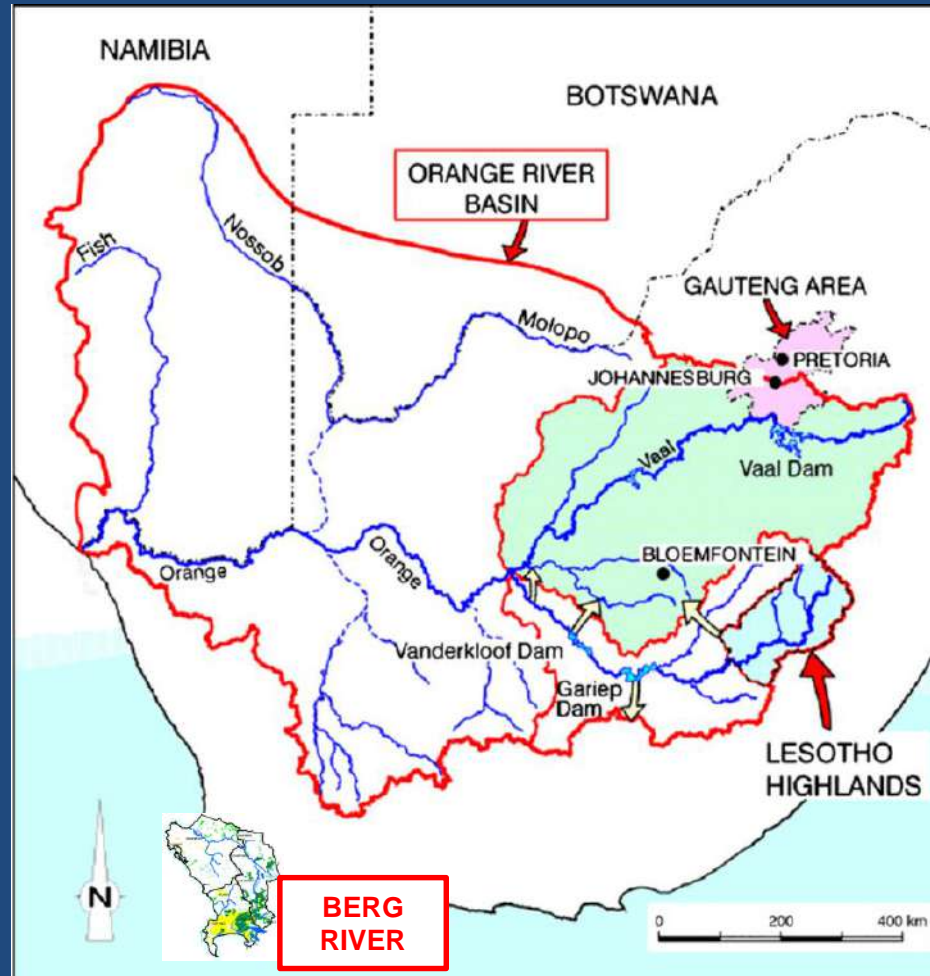 NAMIBIA
BOTSWANA
ORANGE RIVER
BASIN
Fish
Nossob
GAUTENG AREA
Molopo
PRETORIA
JOHANNESBURG
Vaal
Vaal Dam
BLOEMFONTEIN
Orange
Orange
Vanderkloof Dam
Gariep
Dam
LESOTHO
HIGHLANDS
N
BERG
RIVER
0 200 400 km